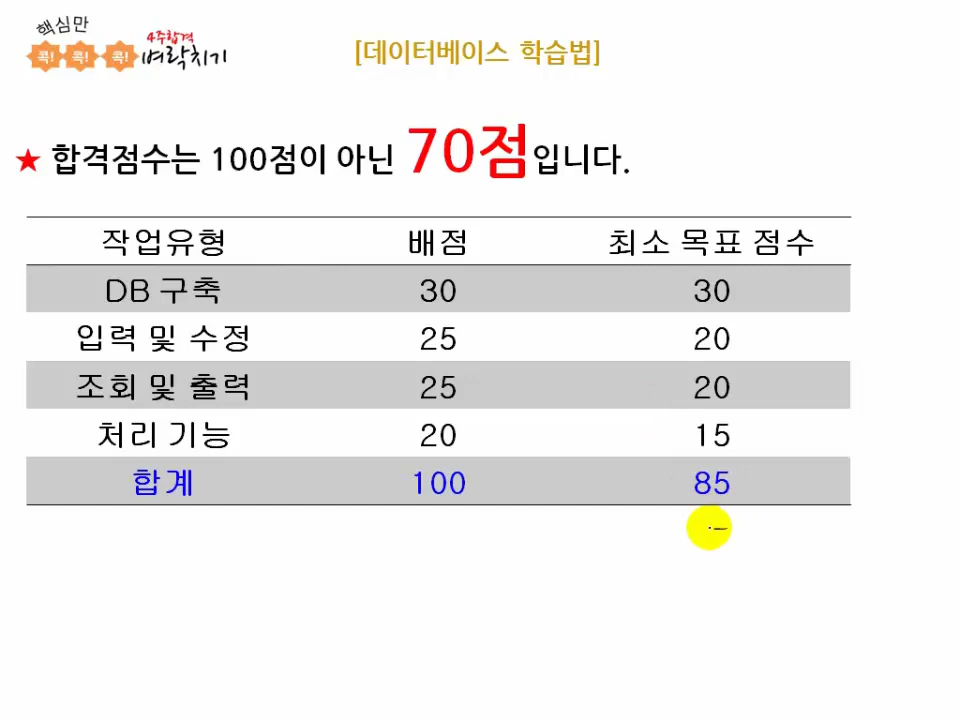 핵심만
콕! 콕! 콕! 4주합격 벼락치기
[데이터베이스 학습법]
★ 합격점수는 100점이 아닌 70점입니다.
작업유형 배점 최소 목표 점수
DB 구축 30 30
입력 및 수정 25 20
조회 및 출력 25 20
처리 기능 20 15
합계 100 85